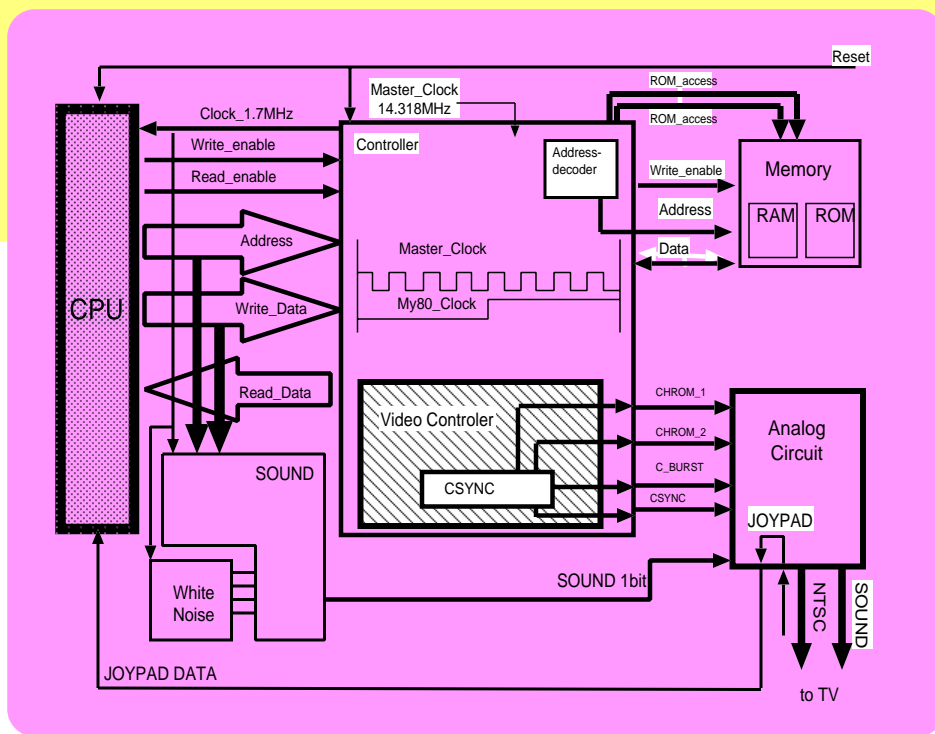 Reset
Master_Clock
14.318MHz
ROM_access
ROM_access
Clock_1.7MHz
Controller
Write_enable
Read_enable
Address-
decoder
Write_enable
Memory
Address
RAM
ROM
Address
Data
Master_Clock
My80_Clock
CPU
Write_Data
Read_Data
Video Controler
CSYNC
CHROM_1
CHROM_2
C_BURST
CSYNC
Analog
Circuit
JOYPAD
SOUND
White
Noise
SOUND 1bit
NTSC
SOUND
JOYPAD DATA
to TV